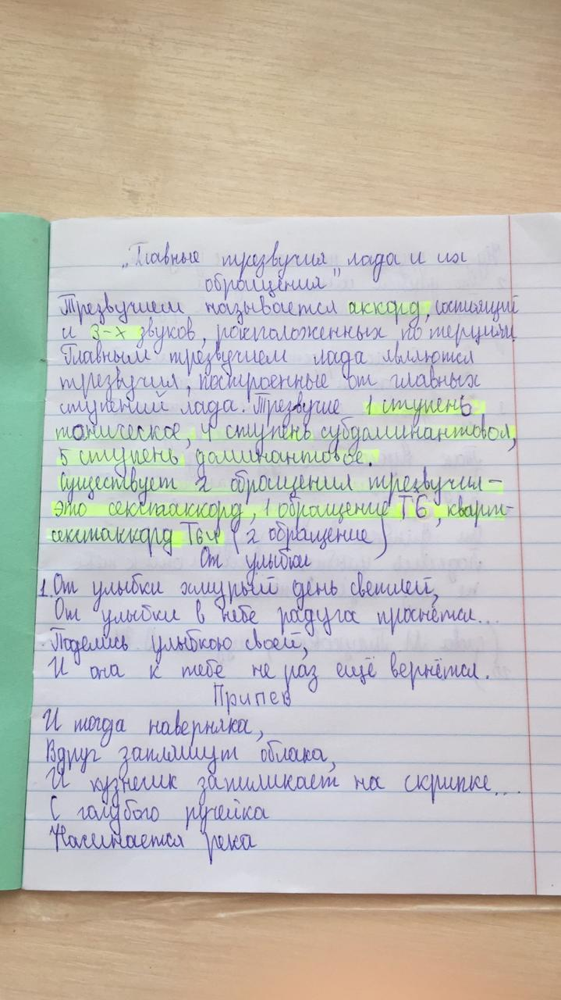 „Главные трезвучия лада и их
обращения"
Трезвучием называется аккорд, состоящий
и 3-х звуков, расположенных по терциям.
Главным трезвучием лада являются
трезвучия, построенные от главных
ступений лада. Трезвучие 1 ступень
тоническое, 4 ступень субдаминантовоя,
5 ступень, даминантовое.
Существует 2 обращения трезвучия-
это секстаккорд, 1 обращение Т6, кварт-
секстаккорд Т64 (2 обращение)
От улыбки
1. От улыбки хмурый день светлей,
От улыбки в небе радуга проснётся...
Поделись улыбкою своей,
И она к тебе не раз ещё вернётся.
Припев
И тогда наверняка,
Вдруг запляшут облака,
И кузнечик запиликает на скрипке...
С голубого ручейка
Начинается река